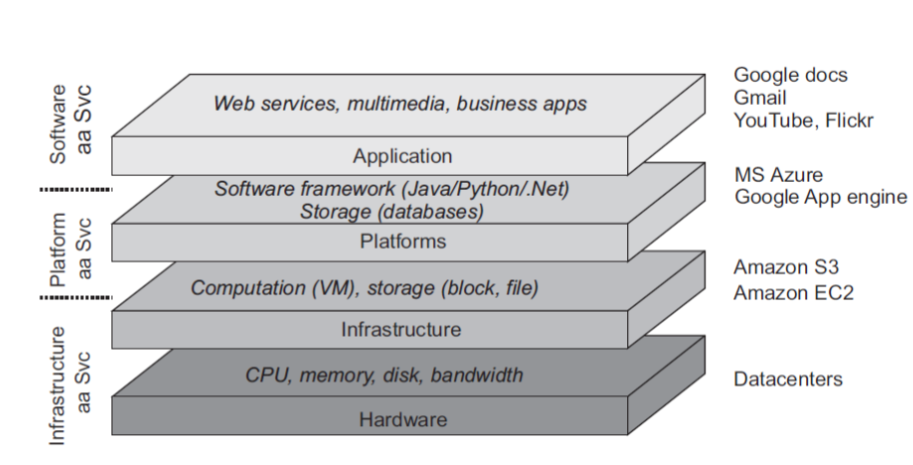 Software
aa Svc
Web services, multimedia, business apps
Application
Google docs
Gmail
YouTube, Flickr
Platform
aa Svc
Software framework (Java/Python/.Net)
Storage (databases)
Platforms
MS Azure
Google App engine
Infrastructure
aa Svc
Computation (VM), storage (block, file)
Infrastructure
Amazon S3
Amazon EC2
CPU, memory, disk, bandwidth
Hardware
Datacenters